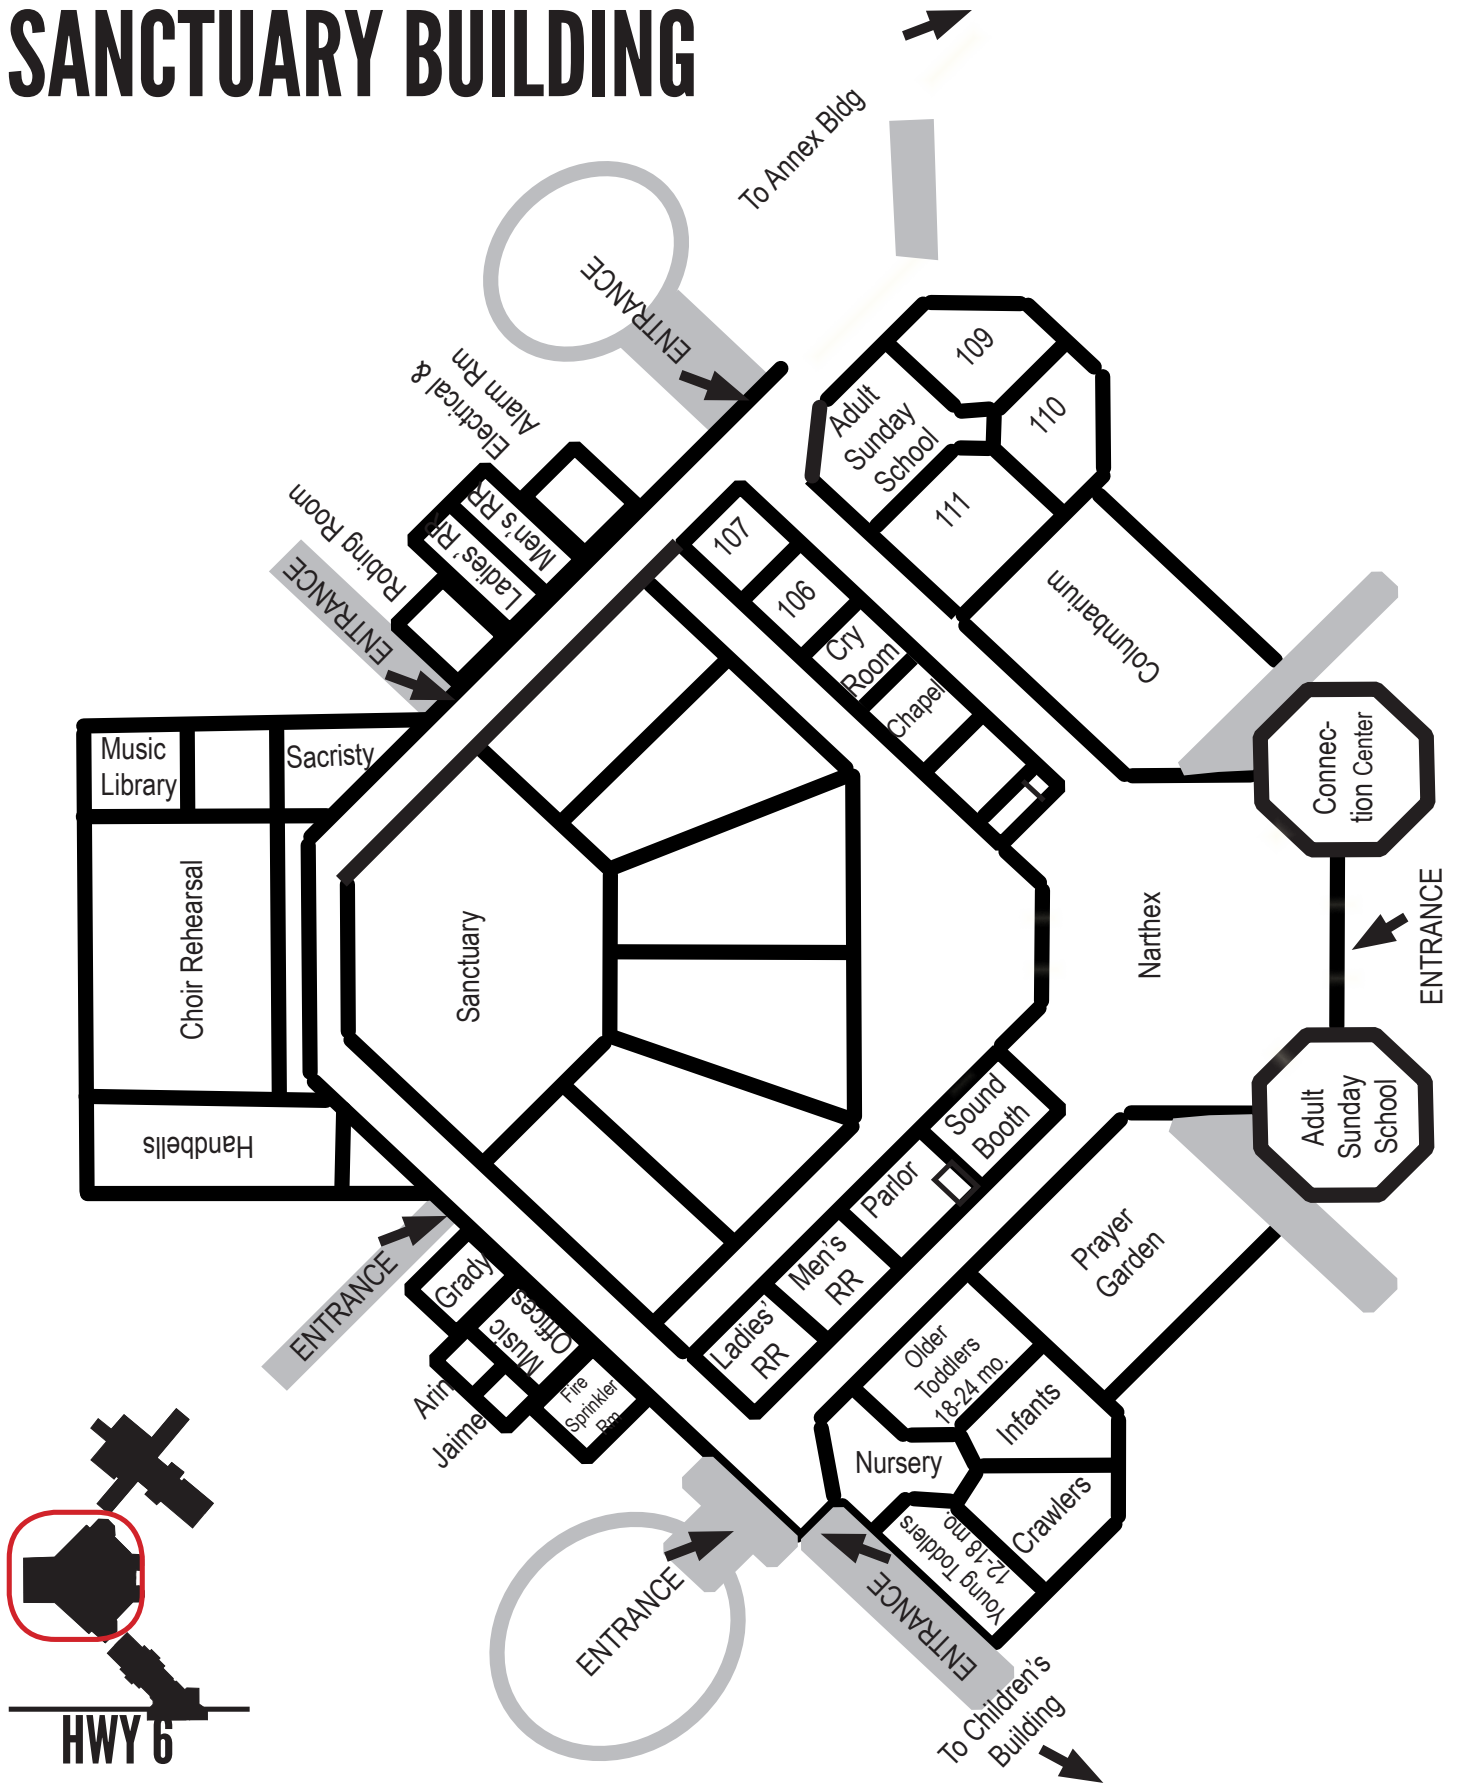 SANCTUARY BUILDING
To Annex Bldg
ENTRANCE
ENTRANCE
Electrical &
Alarm Rm
109
Adult
Sunday
School
110
111
Men's RR
Ladies' RR
Robing Room
ENTRANCE
ENTRANCE
107
106
Cry
Room
Chapel
Columbarium
Music
Library
Sacristy
Connec-
tion Center
Choir Rehearsal
Sanctuary
Narthex
ENTRANCE
Handbells
Sound
Booth
Adult
Sunday
School
Parlor
Prayer
Garden
Men's
RR
Ladies'
RR
ENTRANCE
Grady
Music
Offices
Arin
Jaime
Fire
Sprinkler
Rm
Older
Toddlers
18-24 mo.
Infants
Nursery
Crawlers
Young Toddlers
12-18 mo.
ENTRANCE
ENTRANCE
ENTRANCE
To Children's
Building
HWY 6